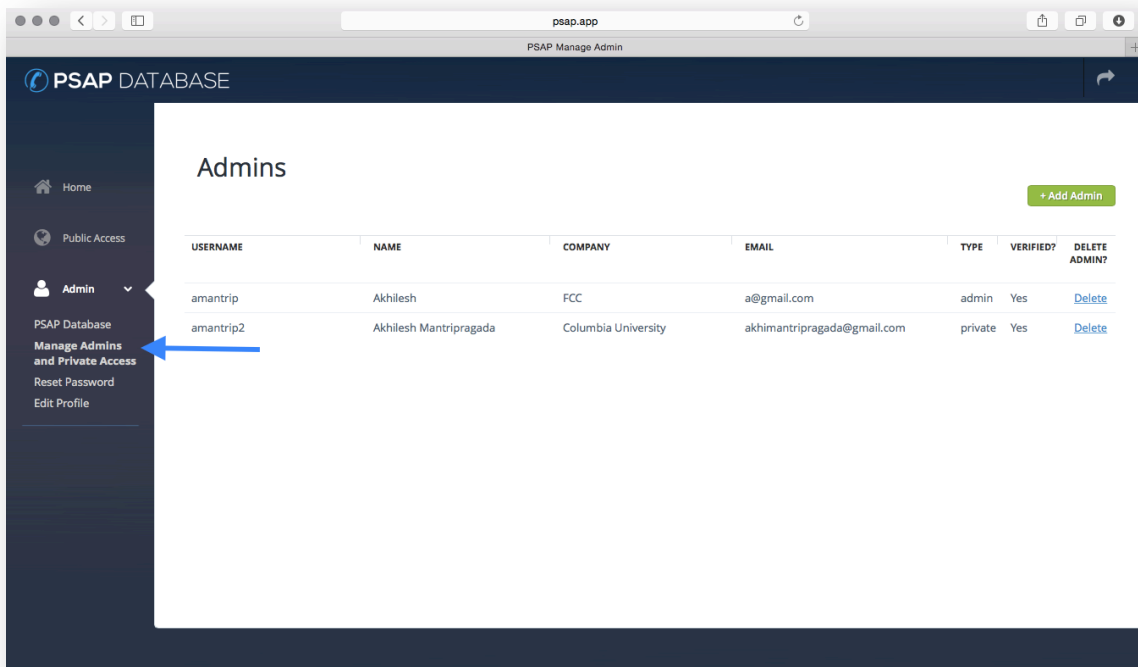 psap.app
PSAP Manage Admin
PSAP DATABASE
Home
Public Access
Admin
PSAP Database
Manage Admins
and Private Access
Reset Password
Edit Profile
Admins
+ Add Admin
USERNAME NAME COMPANY EMAIL TYPE VERIFIED? DELETE
ADMIN?
amantrip Akhilesh FCC a@gmail.com admin Yes Delete
amantrip2 Akhilesh Mantripragada Columbia University akhimantripragada@gmail.com private Yes Delete